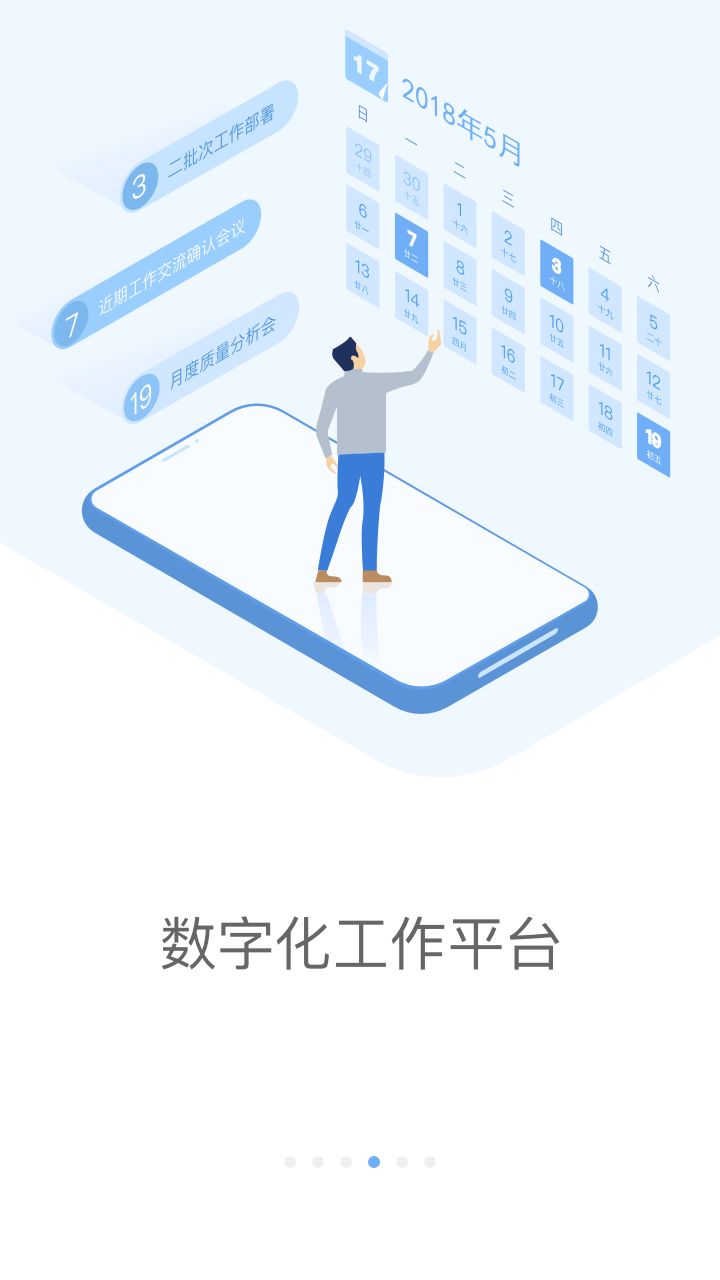 17
2018年5月
日 一 二 三 四 五 六
29 30 1 2 3 4 5
十四 十五 十六 十七 十八 十九 二十
6 7 8 9 10 11 12
廿一 廿二 廿三 廿四 廿五 廿六 廿七
13 14 15 16 17 18 19
廿八 廿九 四月 初二 初三 初四 初五
3 二批次工作部署
7 近期工作交流确认会议
19 月度质量分析会
数字化工作平台